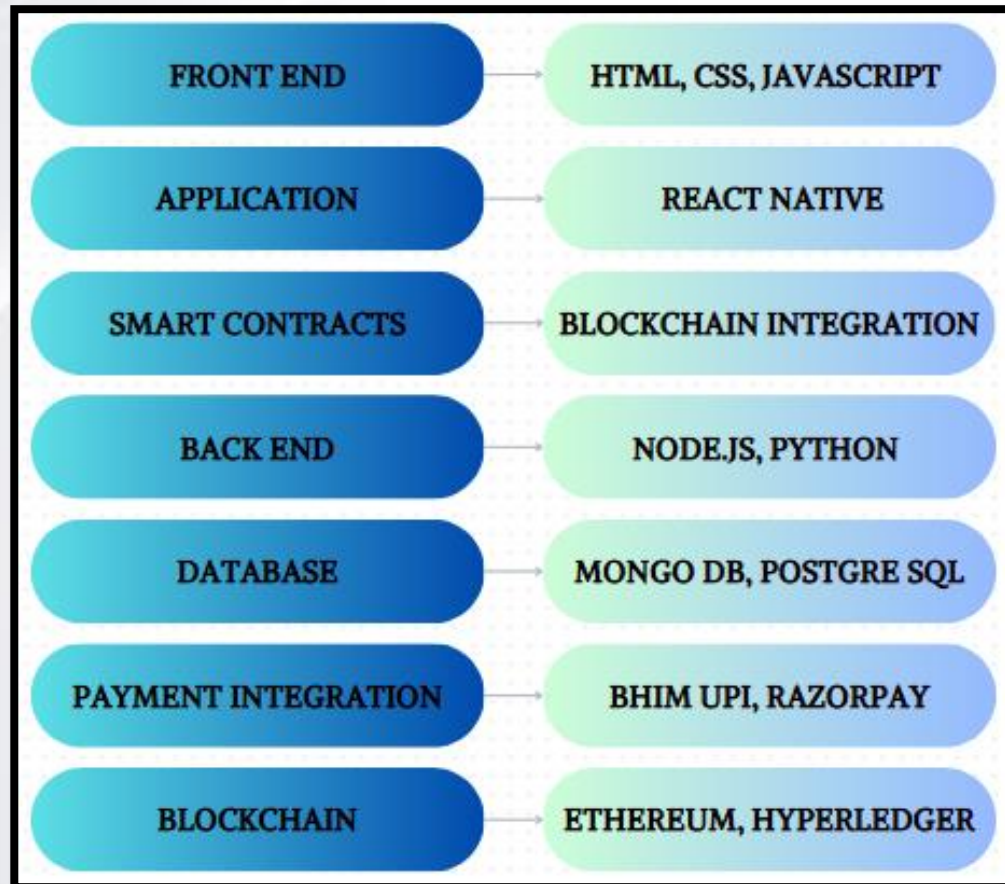 FRONT END
HTML, CSS, JAVASCRIPT
APPLICATION
REACT NATIVE
SMART CONTRACTS
BLOCKCHAIN INTEGRATION
BACK END
NODE.JS, PYTHON
DATABASE
MONGO DB, POSTGRE SQL
PAYMENT INTEGRATION
BHIM UPI, RAZORPAY
BLOCKCHAIN
ETHEREUM, HYPERLEDGER